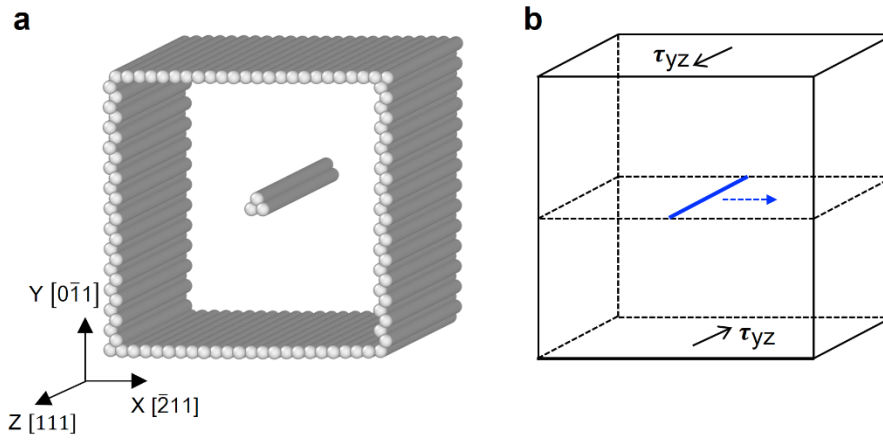 a
b
τyz
τyz
Y [01̄1]
Z [111]
X [2̄11]